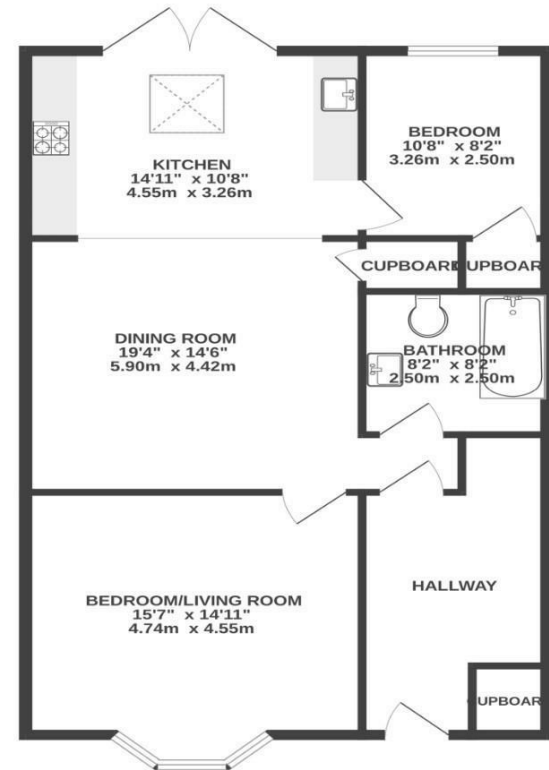 KITCHEN
14'11" x 10'8"
4.55m x 3.26m
BEDROOM
10'8" x 8'2"
3.26m x 2.50m
CUPBOARD
CUPBOARD
DINING ROOM
19'4" x 14'6"
5.90m x 4.42m
BATHROOM
8'2" x 8'2"
2.50m x 2.50m
BEDROOM/LIVING ROOM
15'7" x 14'11"
4.74m x 4.55m
HALLWAY
CUPBOARD